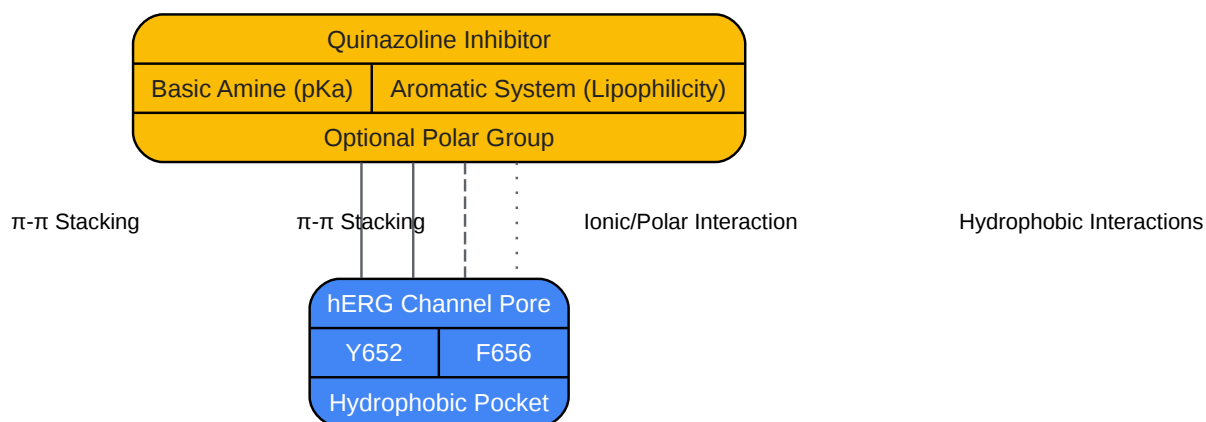 Quinazoline Inhibitor
Basic Amine (pKa) Aromatic System (Lipophilicity)
Optional Polar Group
π-π Stacking π-π Stacking Ionic/Polar Interaction Hydrophobic Interactions
hERG Channel Pore
Y652 F656
Hydrophobic Pocket